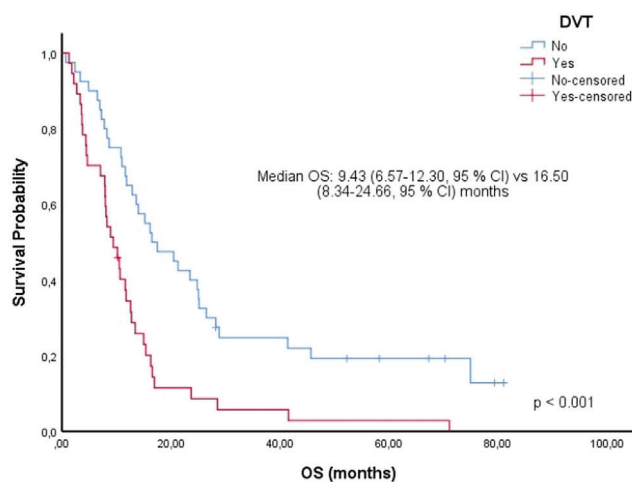 DVT
No
Yes
No-censored
Yes-censored
1,0
0,8
0,6
0,4
0,2
0,0
Median OS: 9.43 (6.57-12.30, 95 % CI) vs 16.50
(8.34-24.66, 95 % CI) months
p < 0.001
Survival Probability
,00 20,00 40,00 60,00 80,00 100,00
OS (months)